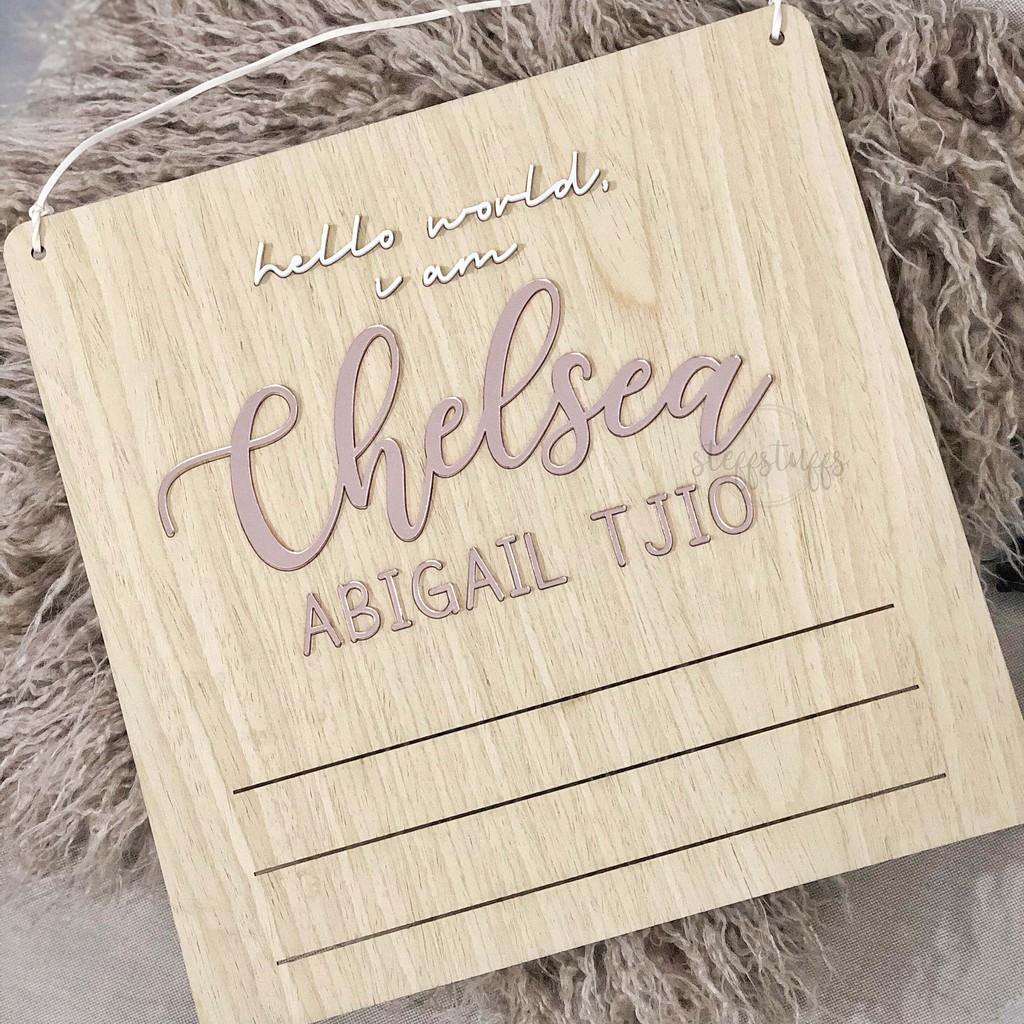 hello world,
i am
Chelsea
steffstuffs
ABIGAIL TJIO